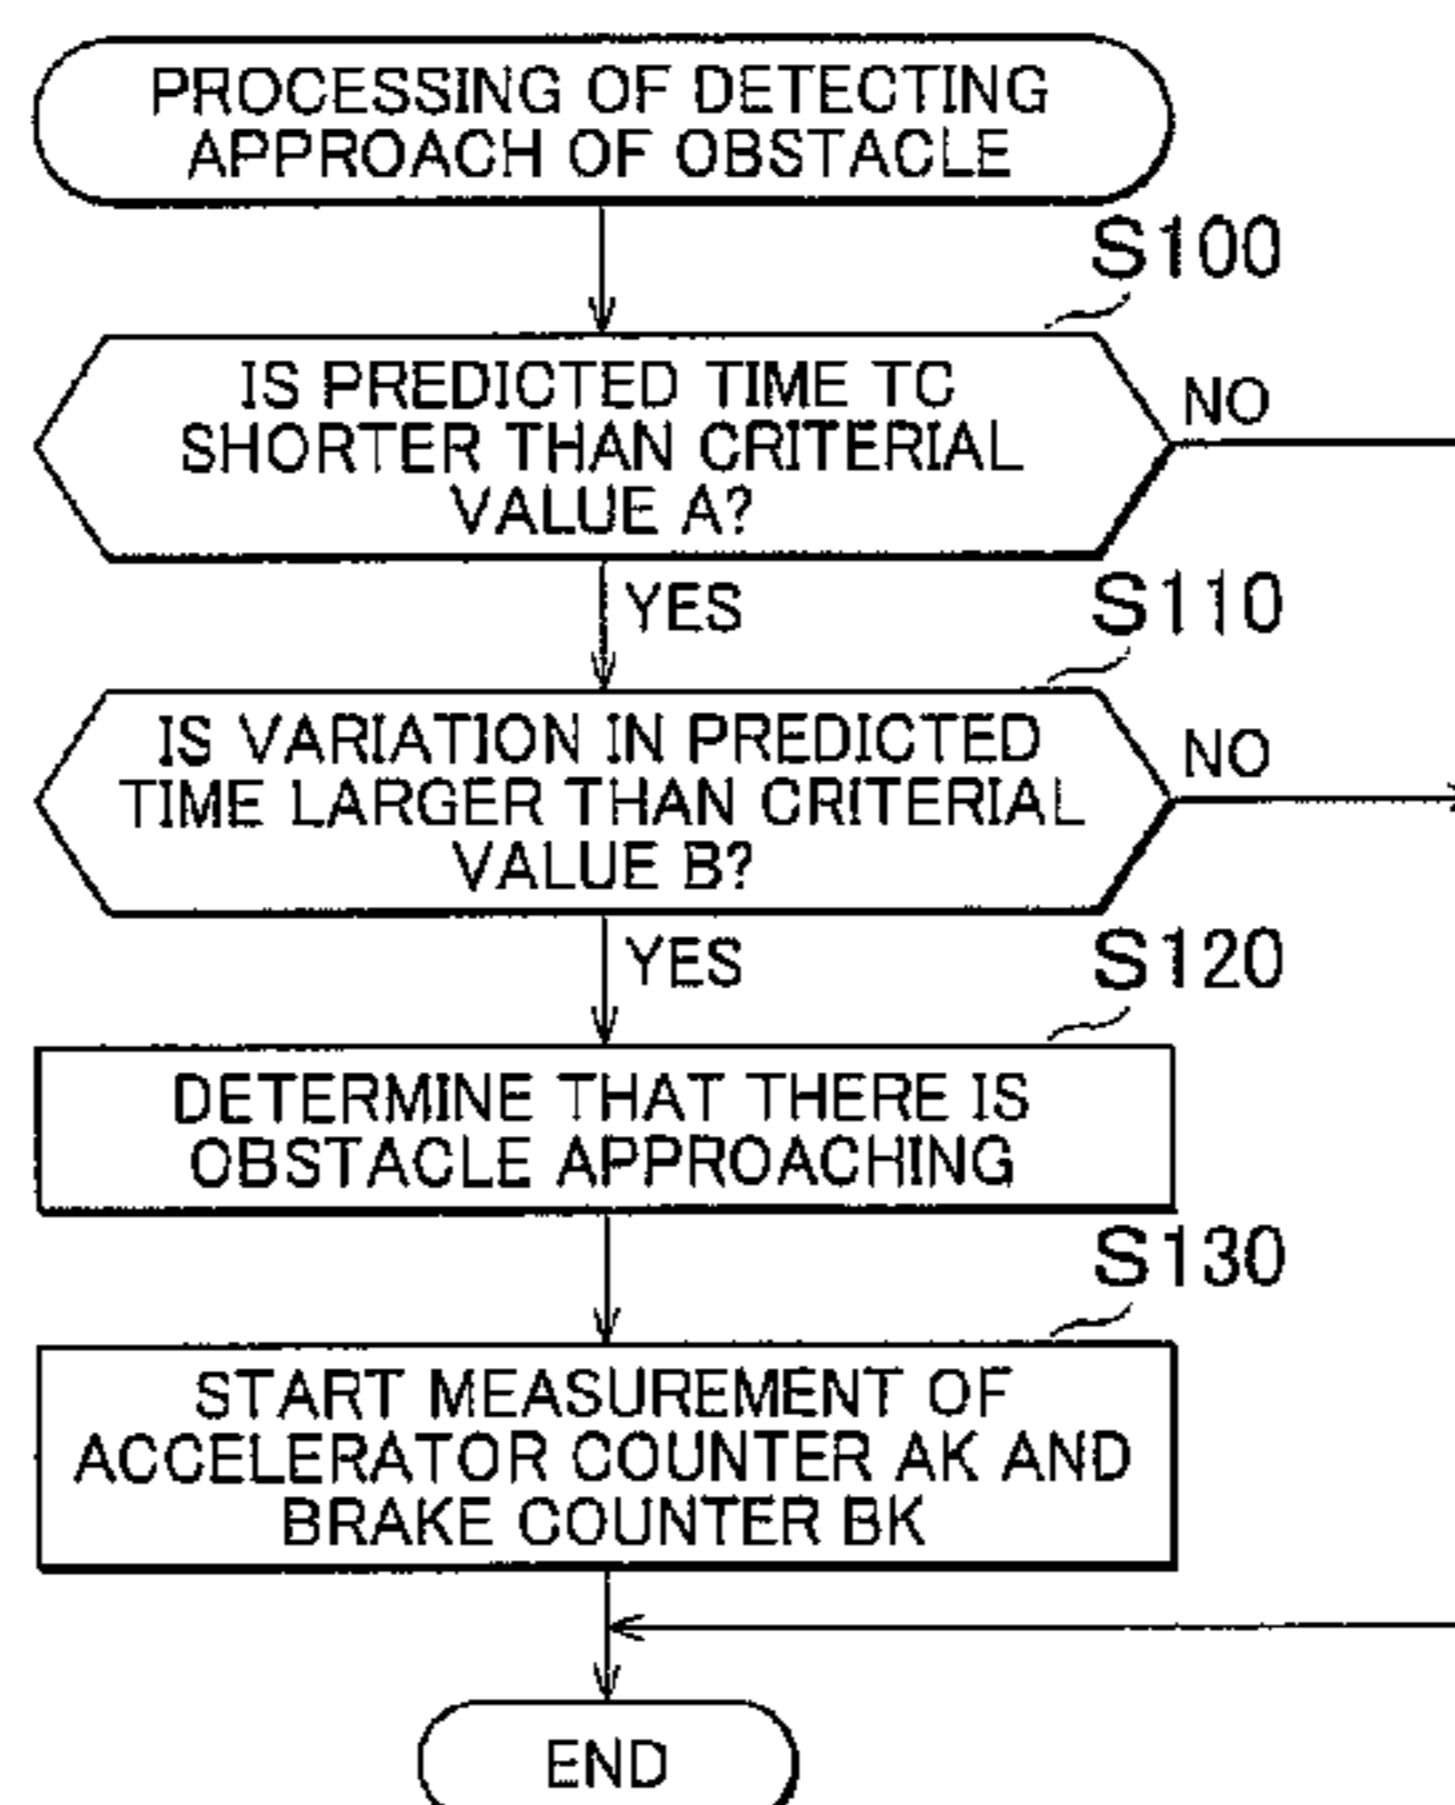 PROCESSING OF DETECTING
APPROACH OF OBSTACLE
S100
IS PREDICTED TIME TC
SHORTER THAN CRITERIAL
VALUE A?
NO
YES
S110
IS VARIATION IN PREDICTED
TIME LARGER THAN CRITERIAL
VALUE B?
NO
YES
S120
DETERMINE THAT THERE IS
OBSTACLE APPROACHING
S130
START MEASUREMENT OF
ACCELERATOR COUNTER AK AND
BRAKE COUNTER BK
END